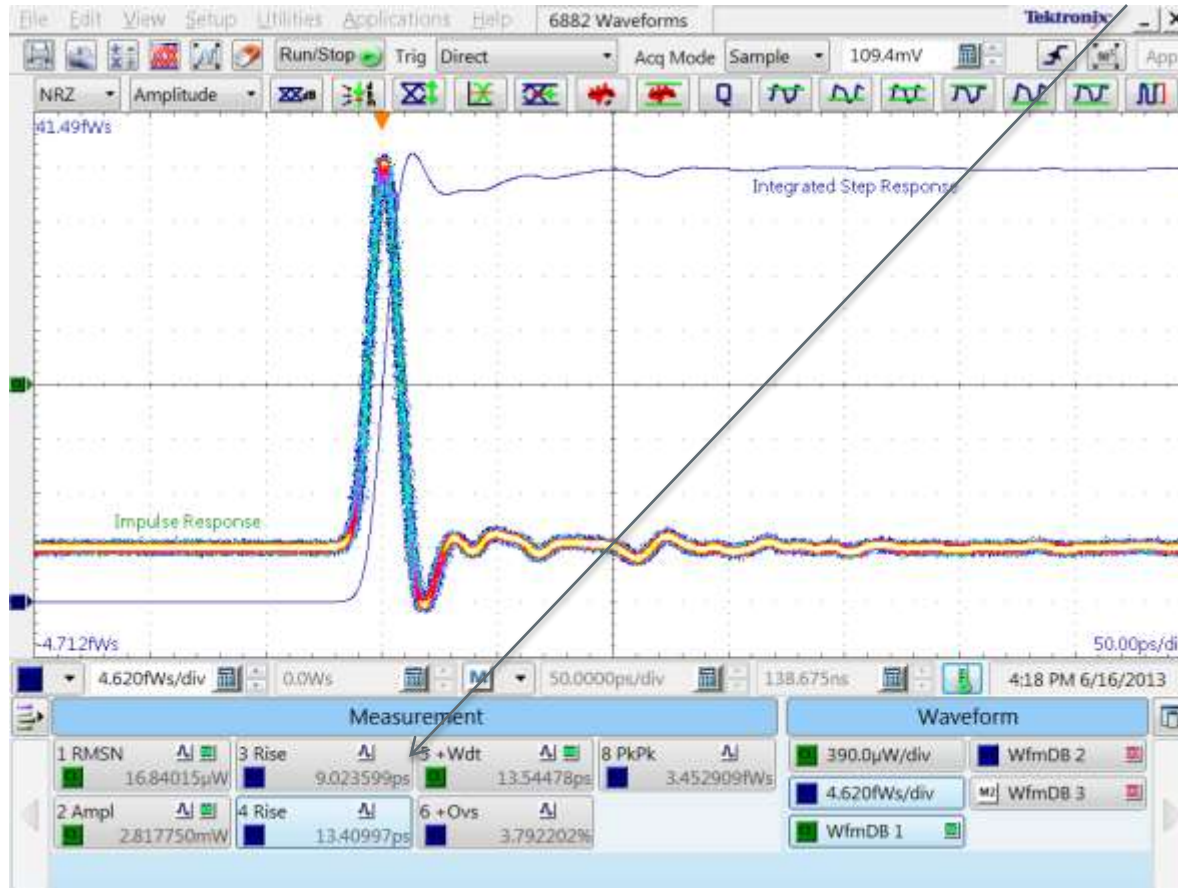 File Edit View Setup Utilities Applications Help 6882 Waveforms Tektronix
Run/Stop Trig Direct Acq Mode Sample 109.4mV App
NRZ Amplitude
41.49fWs
Integrated Step Response
Impulse Response
-4.712fWs
50.00ps/di
4.620fWs/div 0.0Ws M 50.0000ps/div 138.675ns 4:18 PM 6/16/2013
Measurement Waveform
1 RMSN 3 Rise 5 +Wdt 8 PkPk 390.0µW/div WfmDB 2
16.84015µW 9.023599ps 13.54478ps 3.452909fWs
4.620fWs/div M2 WfmDB 3
2 Ampl 4 Rise 6 +Ovs
2.817750mW 13.40997ps 3.792202% WfmDB 1